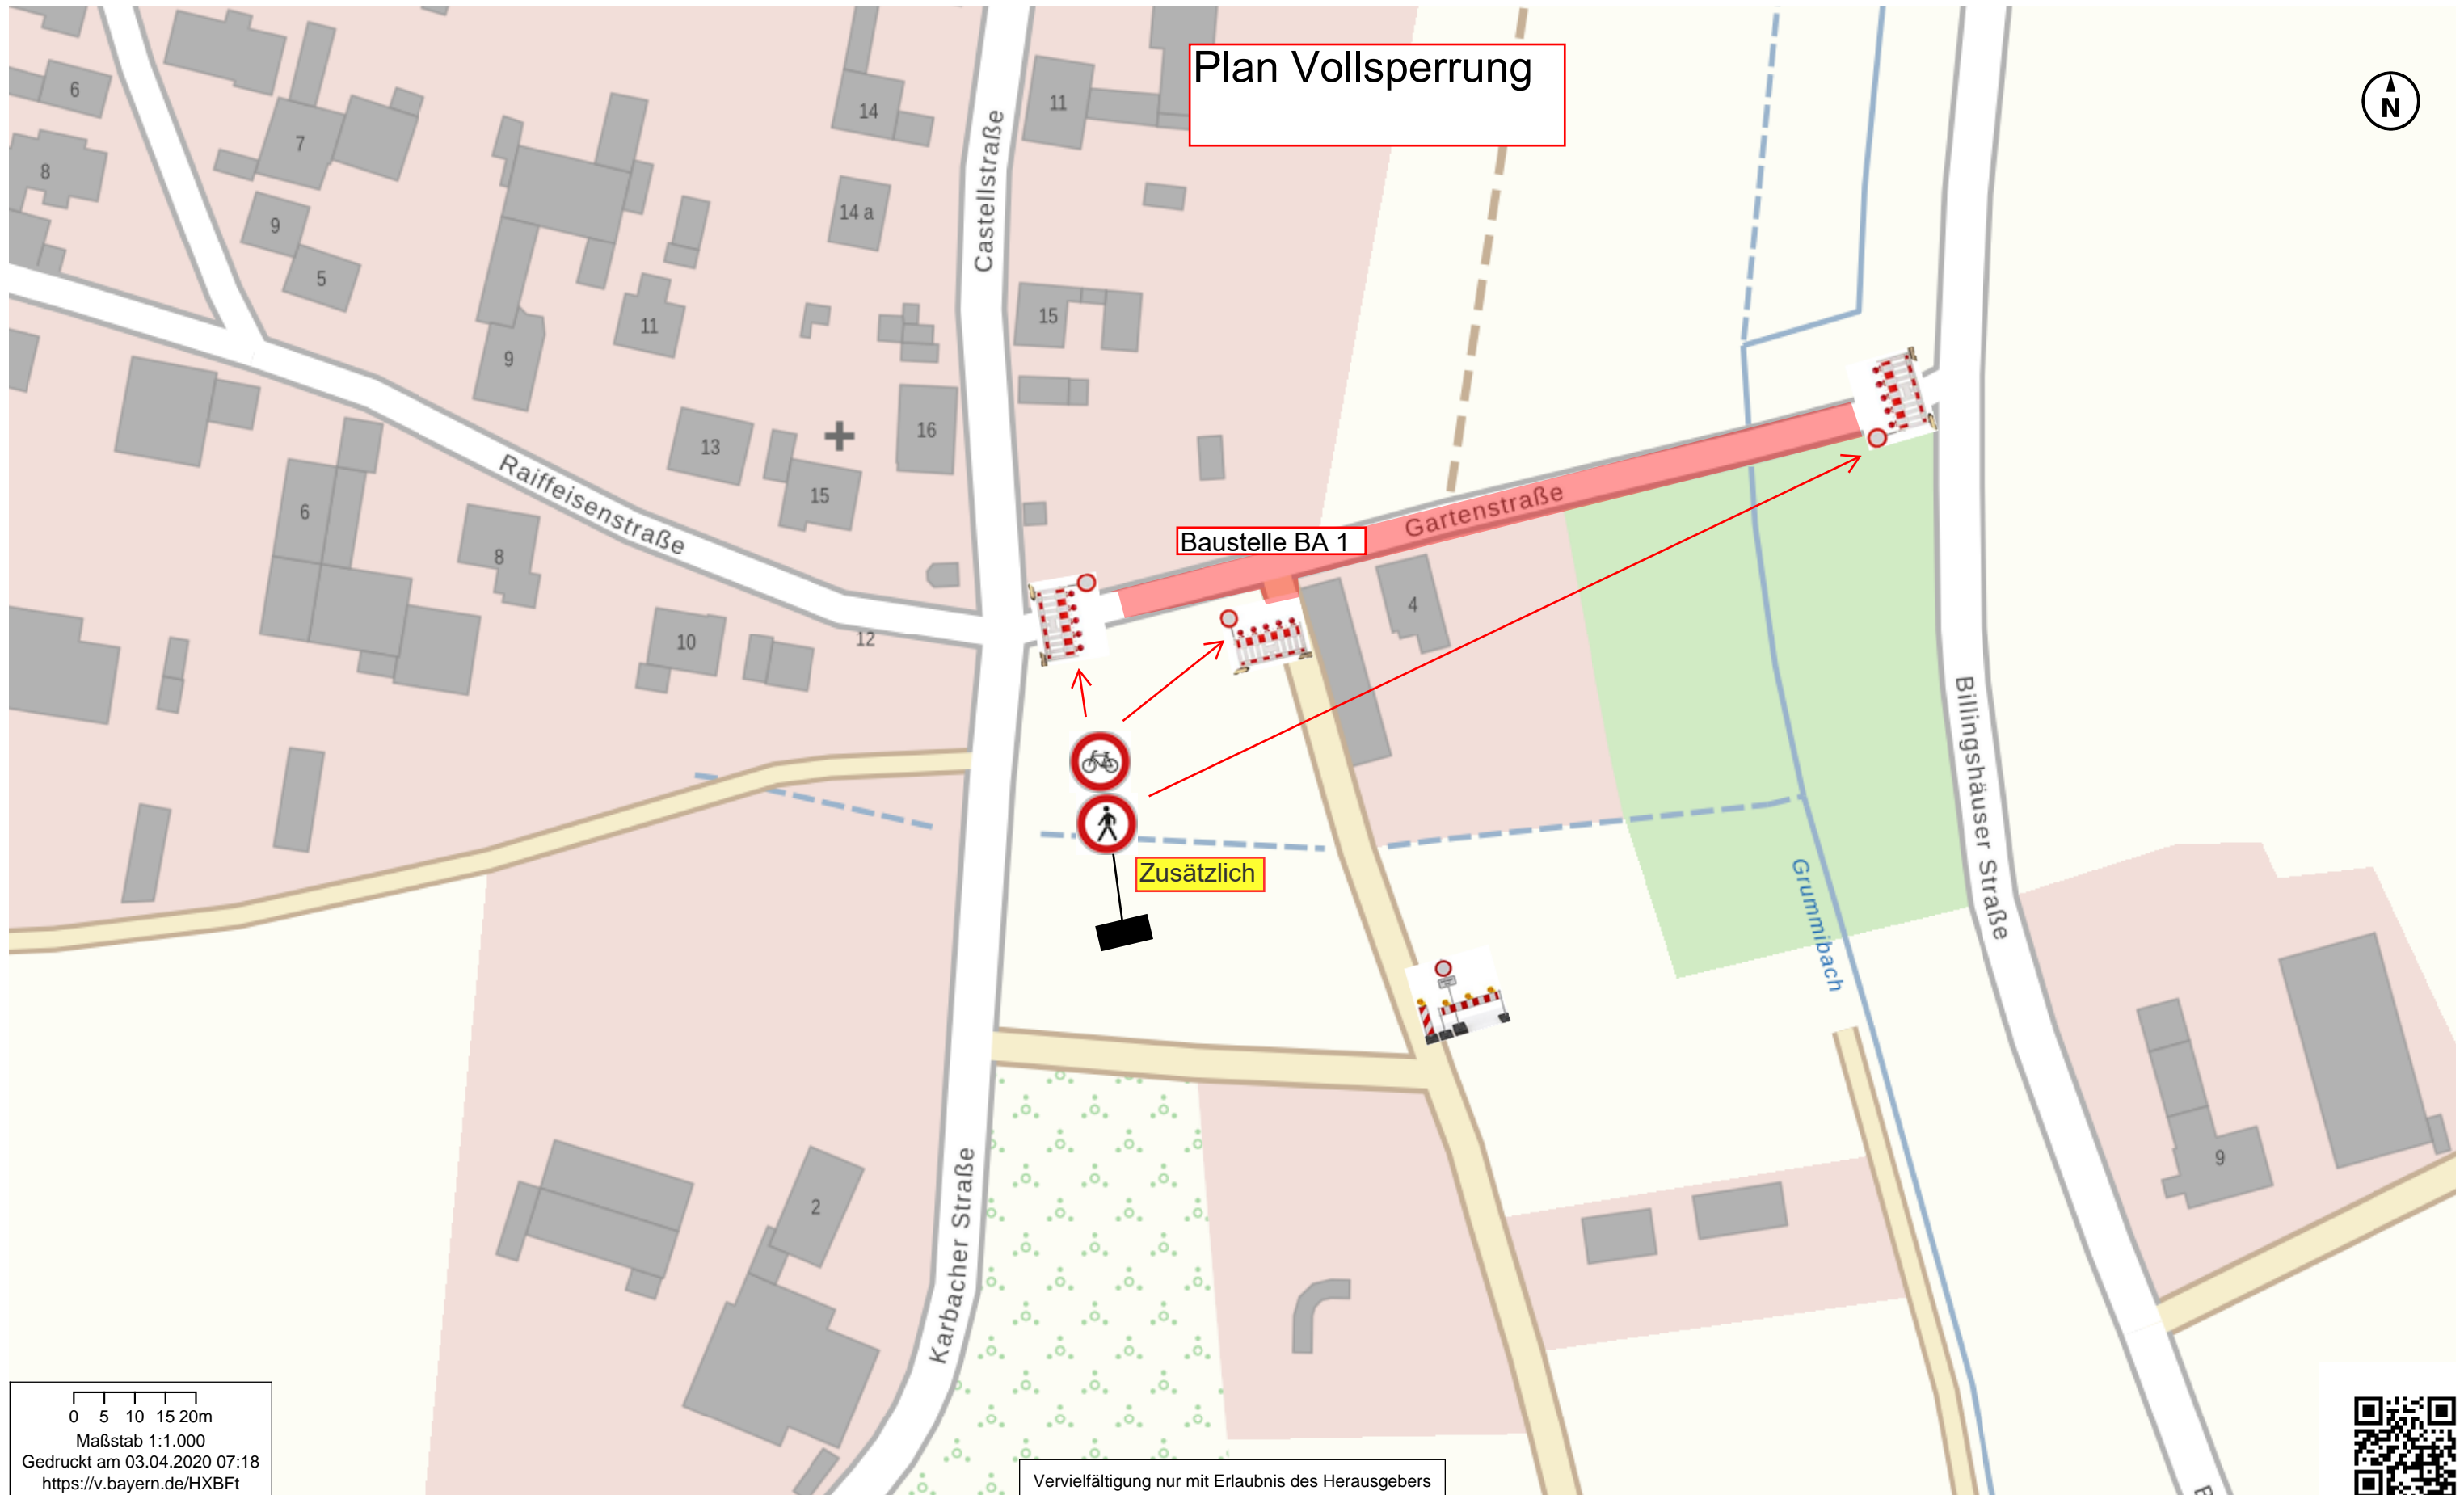 Plan Vollsperrung
N
6
7
8
9
5
14
11
14 a
Castellstraße
15
11
9
13
16
15
6
8
Raiffeisenstraße
10
12
Gartenstraße
Baustelle BA 1
4
Zusätzlich
Billingshäuser Straße
Grummibach
Karbacher Straße
2
9
0 5 10 15 20m
Maßstab 1:1.000
Gedruckt am 03.04.2020 07:18
https://v.bayern.de/HXBFt
Vervielfältigung nur mit Erlaubnis des Herausgebers